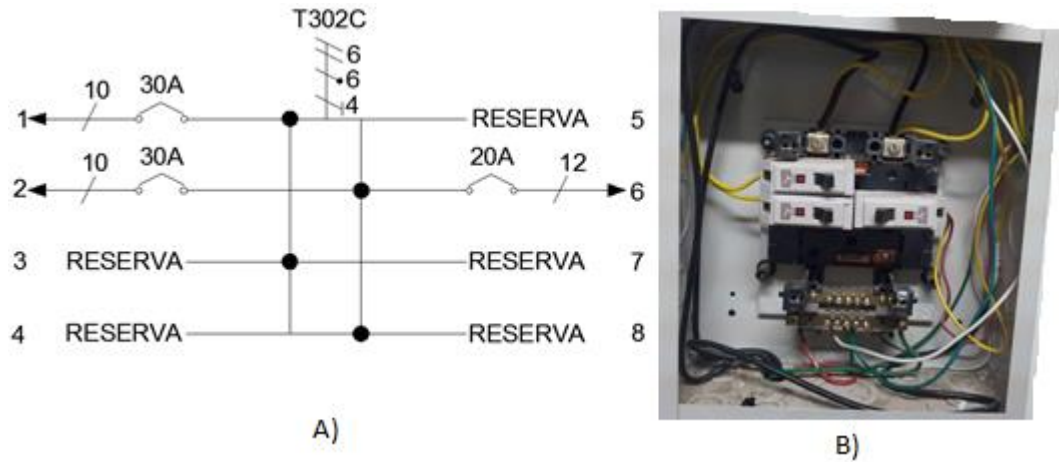 T302C
6
6
4
1 10 30A RESERVA 5
2 10 30A 20A 12 6
3 RESERVA RESERVA 7
4 RESERVA RESERVA 8
A) B)